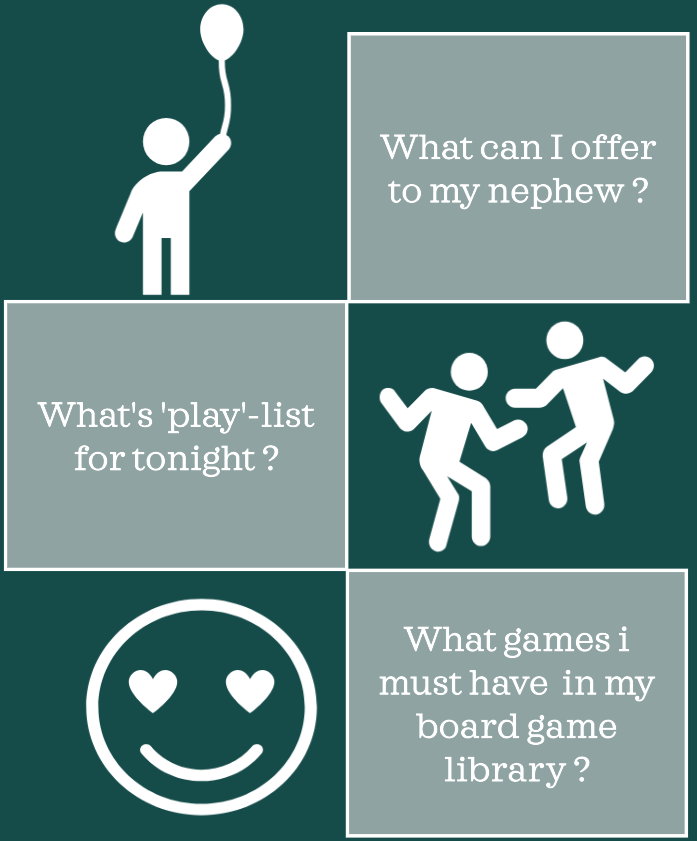 What can I offer
to my nephew ?
What's 'play'-list
for tonight ?
What games i
must have  in my
board game
library ?